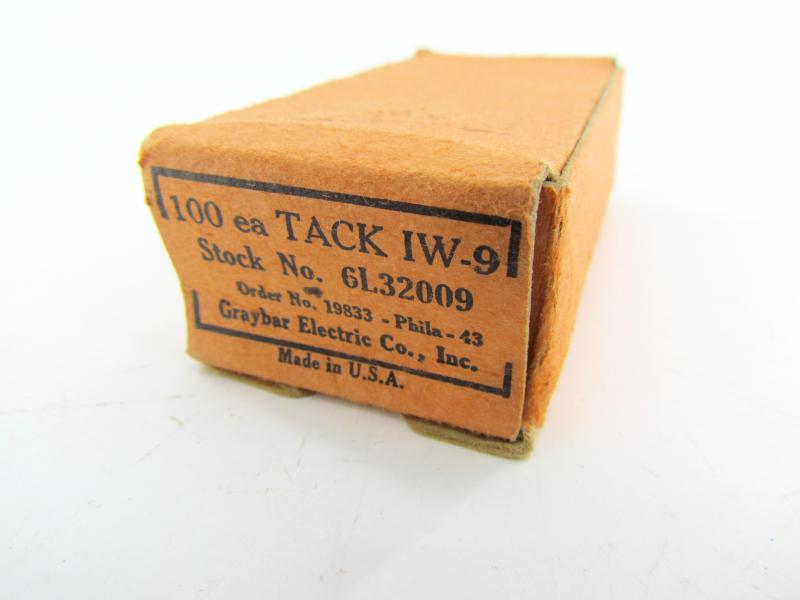 100 ea TACK IW-9
Stock No. 6L32009
Order No. 19833 - Phila - 43
Graybar Electric Co., Inc.
Made in U.S.A.